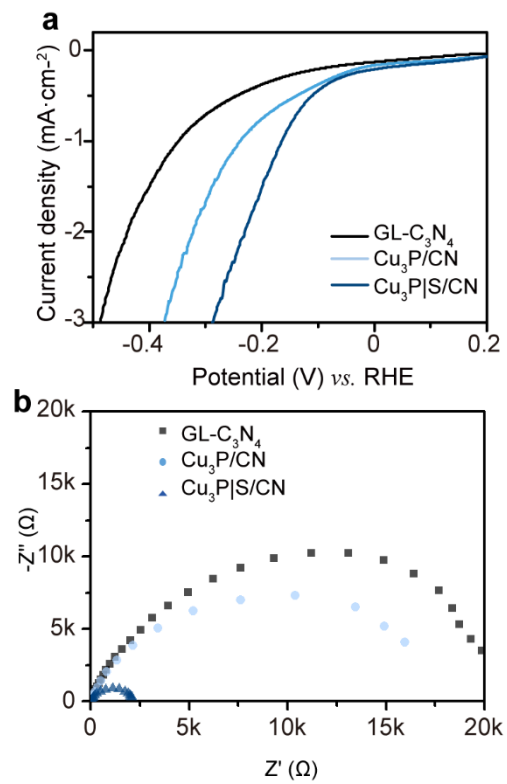 a
0
-1
-2
-3
Current density (mA·cm⁻²)
GL-C₃N₄
Cu₃P/CN
Cu₃P|S/CN
-0.4 -0.2 0 0.2
Potential (V) vs. RHE
b
20k
15k
10k
5k
0
-Z'' (Ω)
GL-C₃N₄
Cu₃P/CN
Cu₃P|S/CN
0 5k 10k 15k 20k
Z' (Ω)